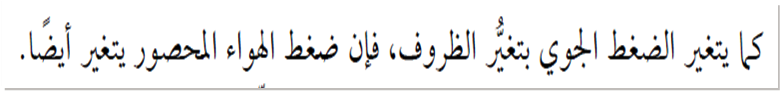 كما يتغير الضغط الجوي بتغيُّر الظروف، فإن ضغط الهواء المحصور يتغير أيضًا.